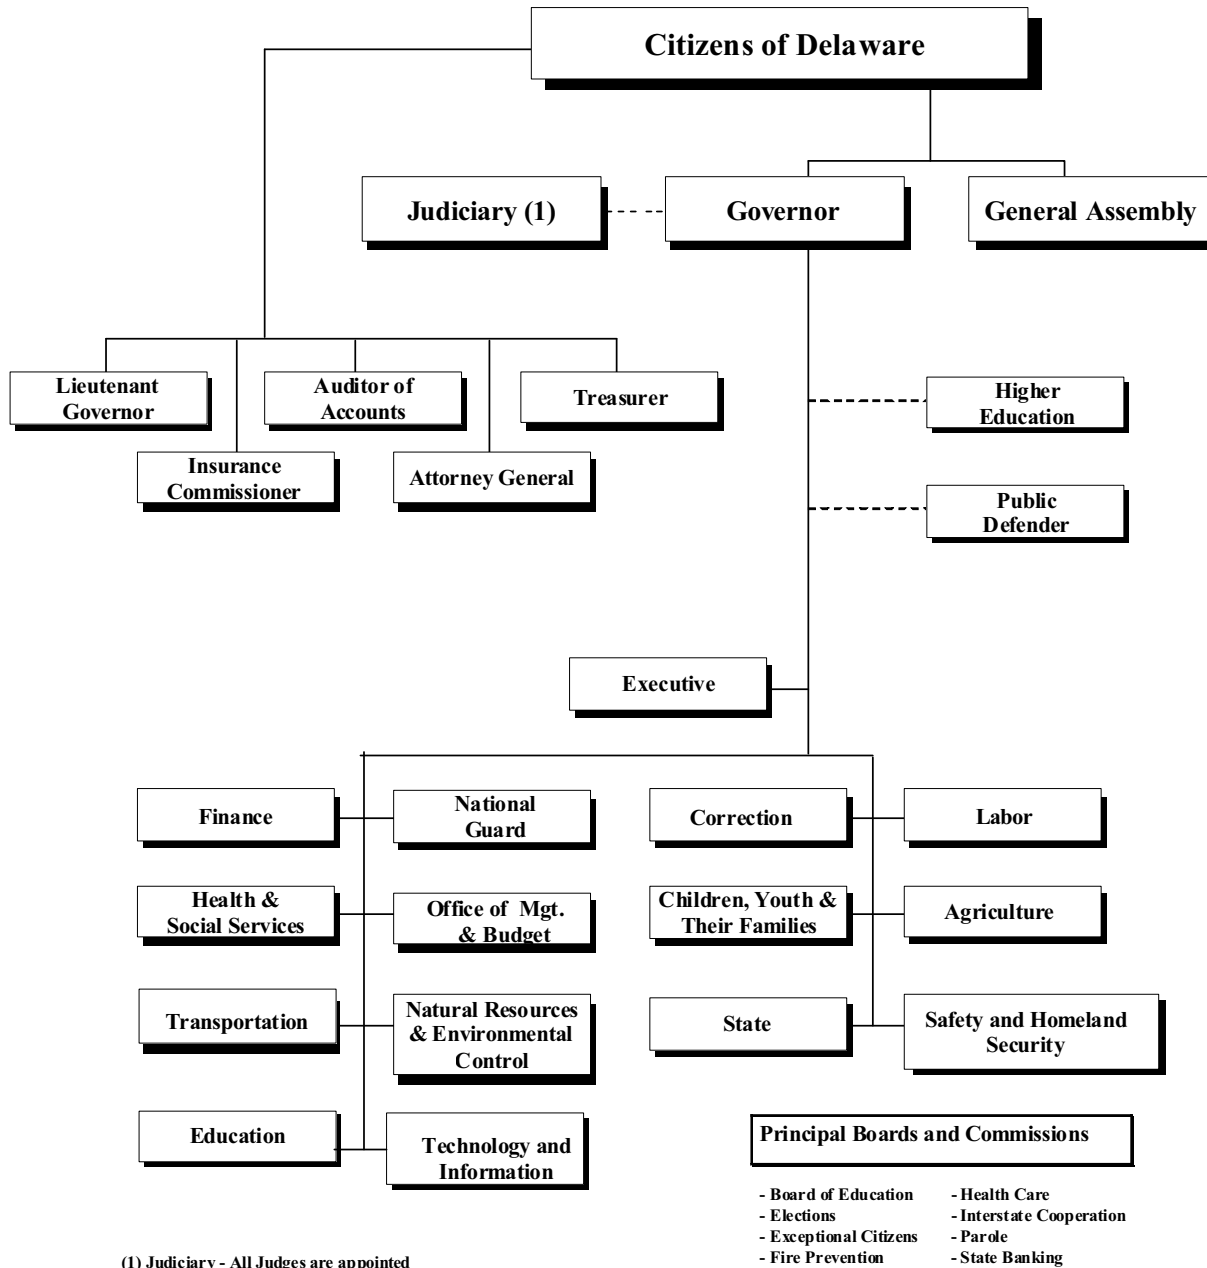 Citizens of Delaware
Judiciary (1)
Governor
General Assembly
Lieutenant
Governor
Auditor of
Accounts
Treasurer
Insurance
Commissioner
Attorney General
Higher
Education
Public
Defender
Executive
Finance
National
Guard
Correction
Labor
Health &
Social Services
Office of Mgt.
& Budget
Children, Youth &
Their Families
Agriculture
Transportation
Natural Resources
& Environmental
Control
State
Safety and Homeland
Security
Education
Technology and
Information
Principal Boards and Commissions
- Board of Education
- Elections
- Exceptional Citizens
- Fire Prevention
- Health Care
- Interstate Cooperation
- Parole
- State Banking
(1) Judiciary - All Judges are appointed